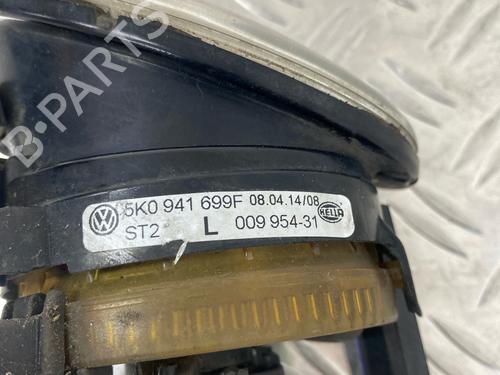 B-PARTS
5K0 941 699F 08.04.14/08
ST2 L 009 954-31 HELLA